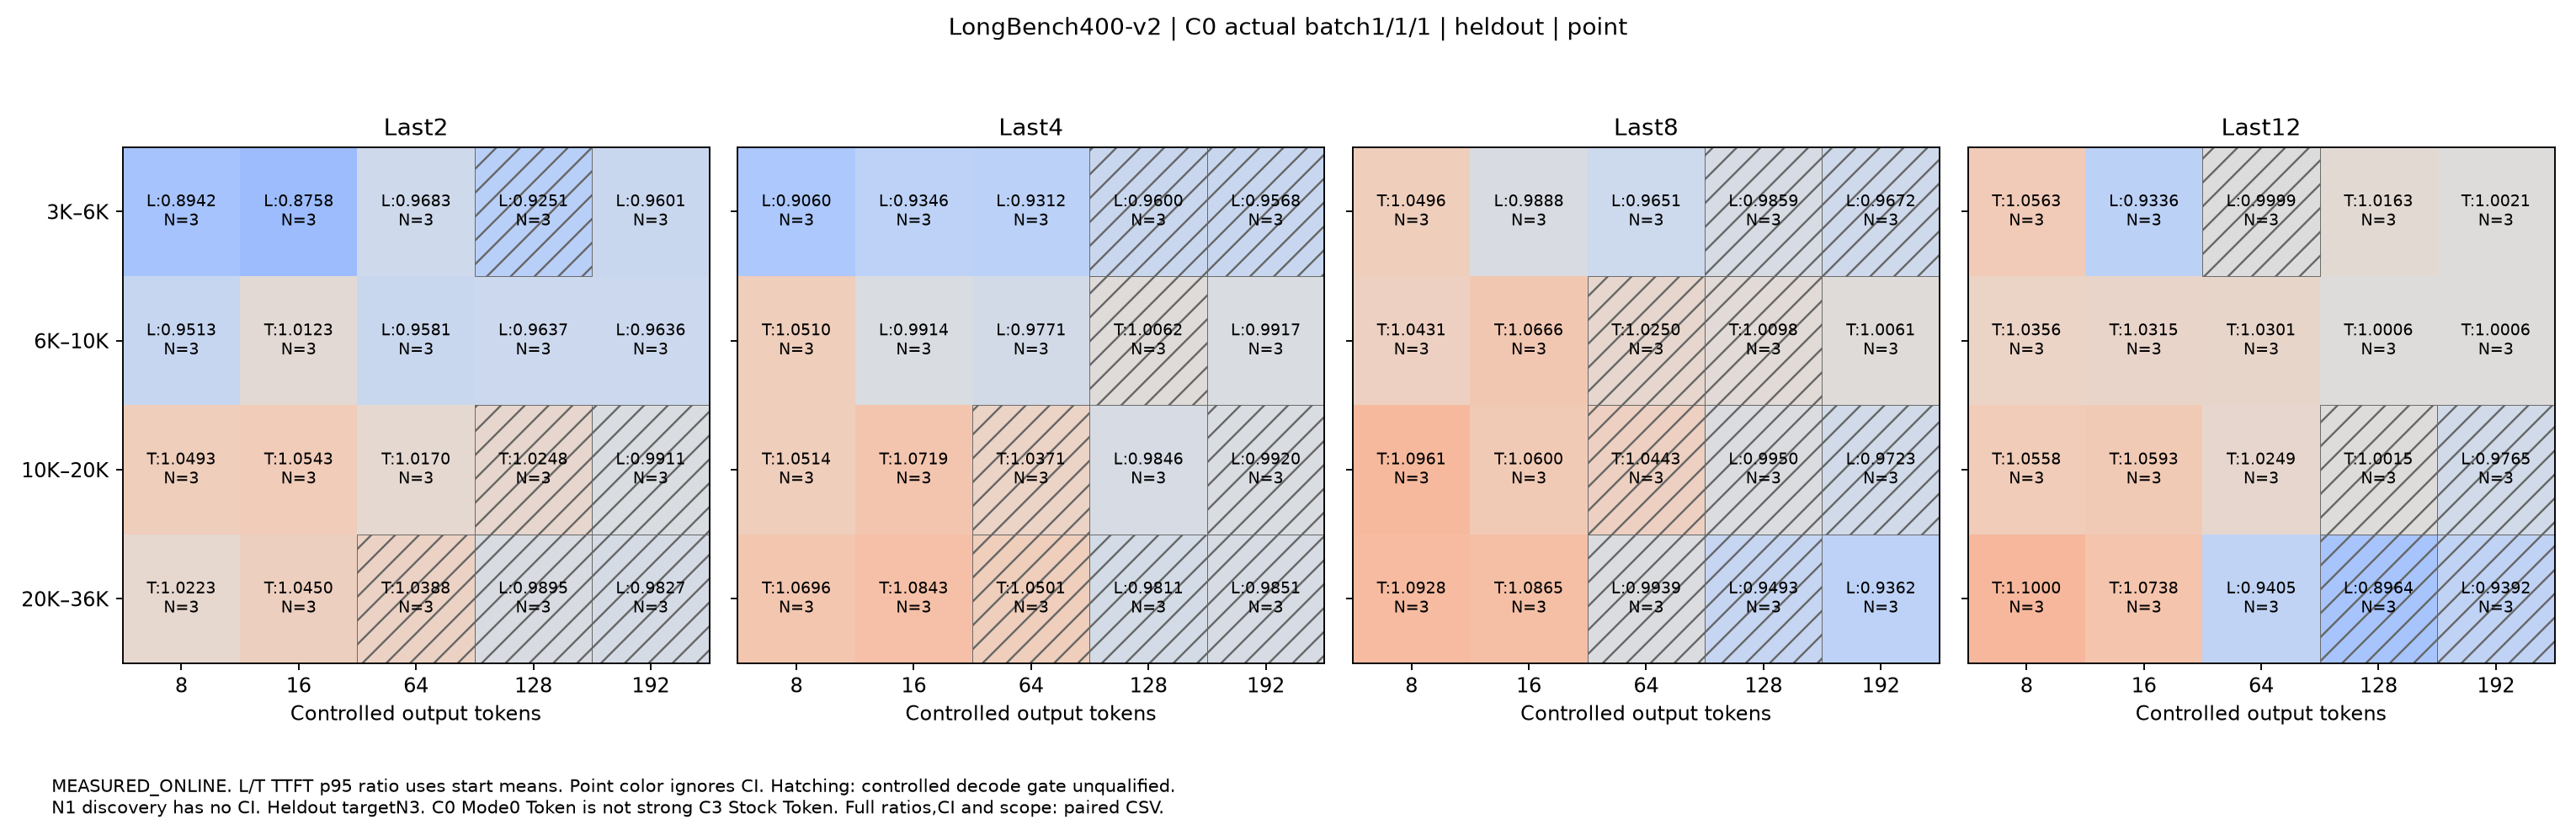 LongBench400-v2 | C0 actual batch1/1/1 | heldout | point
Last2
Last4
Last8
Last12
3K–6K
L:0.8942 L:0.8758 L:0.9683 L:0.9251 L:0.9601
N=3 N=3 N=3 N=3 N=3
L:0.9060 L:0.9346 L:0.9312 L:0.9600 L:0.9568
N=3 N=3 N=3 N=3 N=3
T:1.0496 L:0.9888 L:0.9651 L:0.9859 L:0.9672
N=3 N=3 N=3 N=3 N=3
T:1.0563 L:0.9336 L:0.9999 T:1.0163 T:1.0021
N=3 N=3 N=3 N=3 N=3
6K–10K
L:0.9513 T:1.0123 L:0.9581 L:0.9637 L:0.9636
N=3 N=3 N=3 N=3 N=3
T:1.0510 L:0.9914 L:0.9771 T:1.0062 L:0.9917
N=3 N=3 N=3 N=3 N=3
T:1.0431 T:1.0666 T:1.0250 T:1.0098 T:1.0061
N=3 N=3 N=3 N=3 N=3
T:1.0356 T:1.0315 T:1.0301 T:1.0006 T:1.0006
N=3 N=3 N=3 N=3 N=3
10K–20K
T:1.0493 T:1.0543 T:1.0170 T:1.0248 L:0.9911
N=3 N=3 N=3 N=3 N=3
T:1.0514 T:1.0719 T:1.0371 L:0.9846 L:0.9920
N=3 N=3 N=3 N=3 N=3
T:1.0961 T:1.0600 T:1.0443 L:0.9950 L:0.9723
N=3 N=3 N=3 N=3 N=3
T:1.0558 T:1.0593 T:1.0249 T:1.0015 L:0.9765
N=3 N=3 N=3 N=3 N=3
20K–36K
T:1.0223 T:1.0450 T:1.0388 L:0.9895 L:0.9827
N=3 N=3 N=3 N=3 N=3
T:1.0696 T:1.0843 T:1.0501 L:0.9811 L:0.9851
N=3 N=3 N=3 N=3 N=3
T:1.0928 T:1.0865 L:0.9939 L:0.9493 L:0.9362
N=3 N=3 N=3 N=3 N=3
T:1.1000 T:1.0738 L:0.9405 L:0.8964 L:0.9392
N=3 N=3 N=3 N=3 N=3
8 16 64 128 192
8 16 64 128 192
8 16 64 128 192
8 16 64 128 192
Controlled output tokens
Controlled output tokens
Controlled output tokens
Controlled output tokens
MEASURED_ONLINE. L/T TTFT p95 ratio uses start means. Point color ignores CI. Hatching: controlled decode gate unqualified.
N1 discovery has no CI. Heldout targetN3. C0 Mode0 Token is not strong C3 Stock Token. Full ratios,CI and scope: paired CSV.